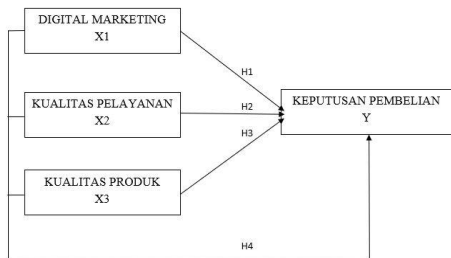 DIGITAL MARKETING
X1
H1
KUALITAS PELAYANAN
X2
H2
KEPUTUSAN PEMBELIAN
Y
H3
KUALITAS PRODUK
X3
H4